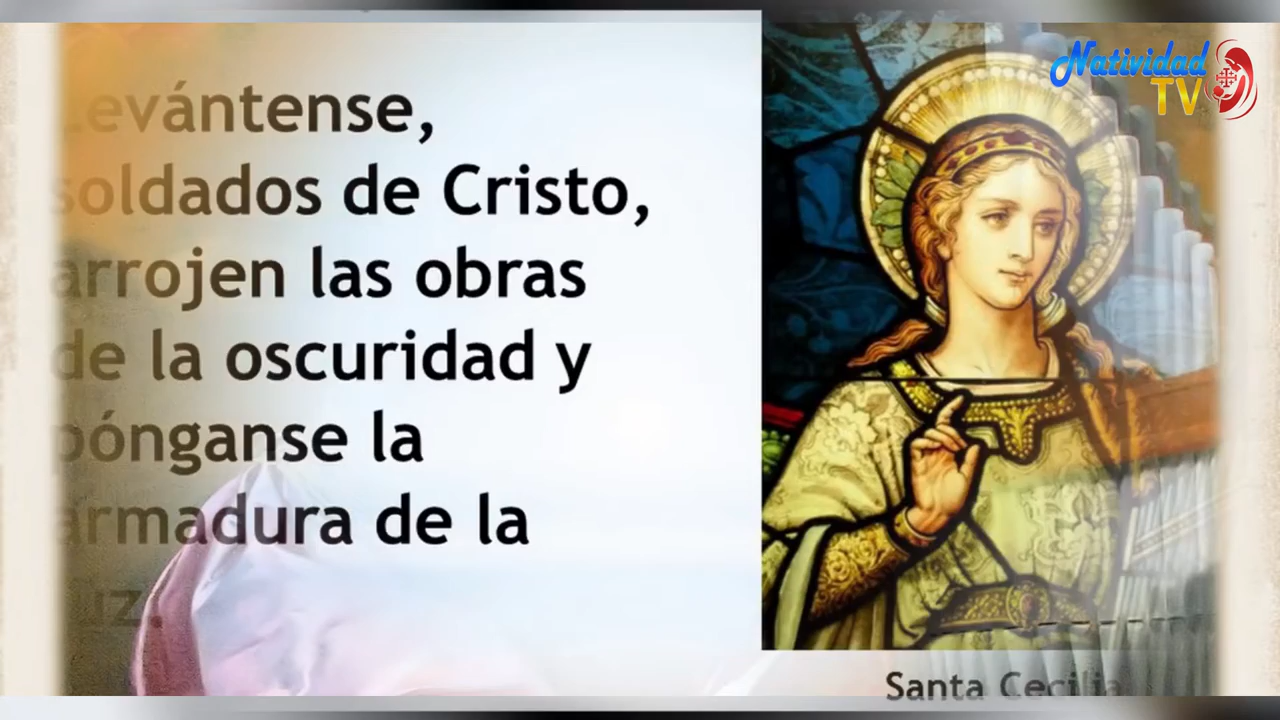 Levántense,
soldados de Cristo,
arrojen las obras
de la oscuridad y
pónganse la
armadura de la
luz.
Natividad
TV
Santa Cecilia